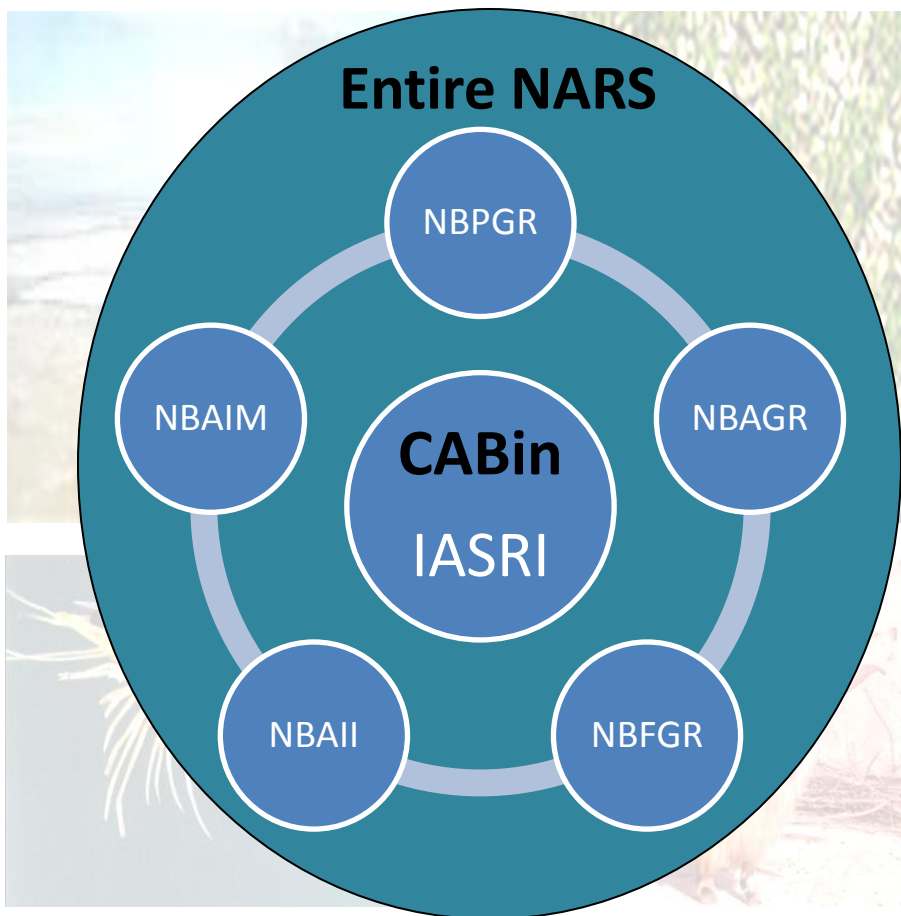 Entire NARS
NBPGR
NBAIM
NBAGR
CABin
IASRI
NBAII
NBFGR